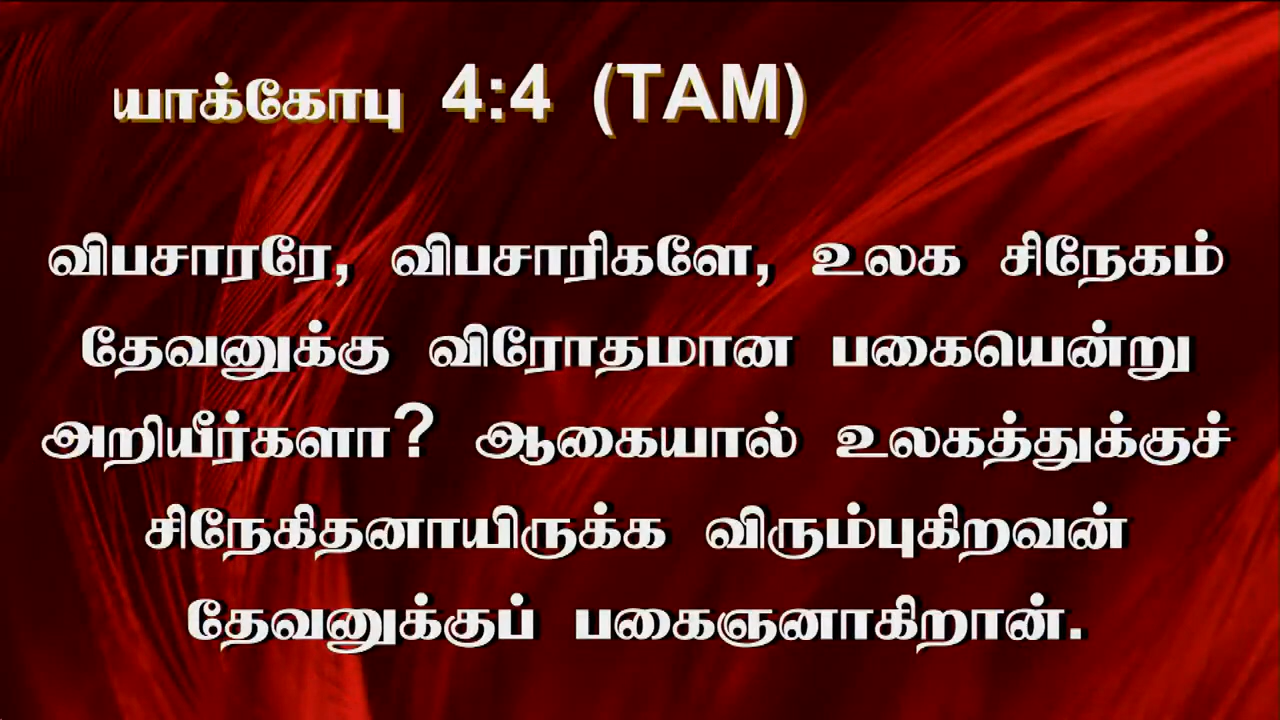 யாக்கோபு 4:4 (TAM)
விபசாரரே, விபசாரிகளே, உலக சிநேகம்
தேவனுக்கு விரோதமான பகையென்று
அறியீர்களா? ஆகையால் உலகத்துக்குச்
சிநேகிதனாயிருக்க விரும்புகிறவன்
தேவனுக்குப் பகைஞனாகிறான்.